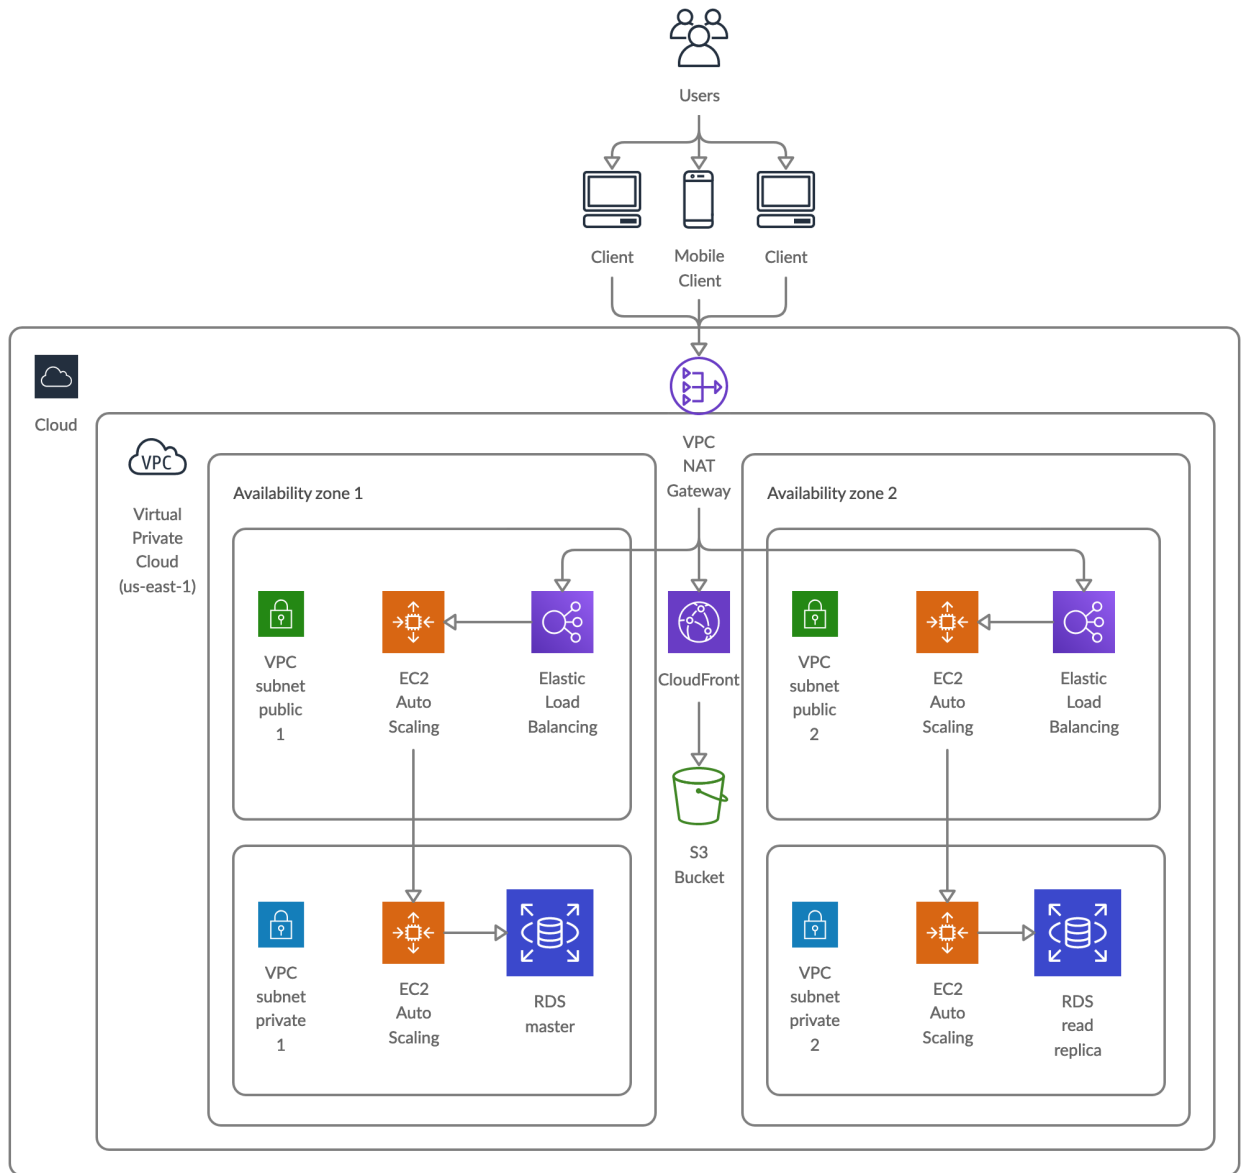 Users
Client
Mobile
Client
Client
Cloud
VPC
Virtual
Private
Cloud
(us-east-1)
VPC
NAT
Gateway
Availability zone 1
VPC
subnet
public
1
EC2
Auto
Scaling
Elastic
Load
Balancing
CloudFront
S3
Bucket
Availability zone 2
VPC
subnet
public
2
EC2
Auto
Scaling
Elastic
Load
Balancing
VPC
subnet
private
1
EC2
Auto
Scaling
RDS
master
VPC
subnet
private
2
EC2
Auto
Scaling
RDS
read
replica